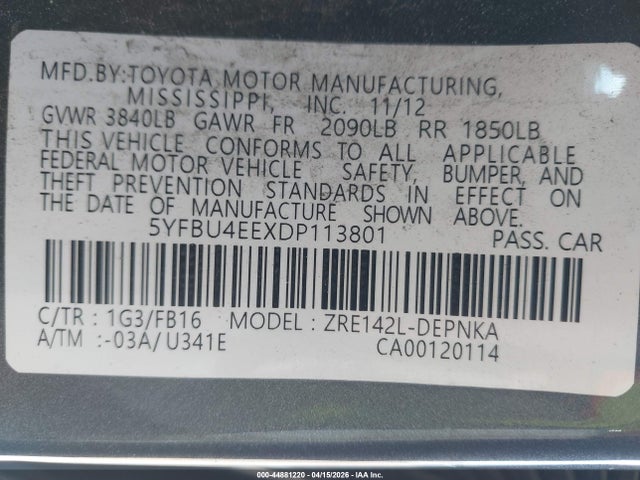 MFD.BY:TOYOTA MOTOR MANUFACTURING,
MISSISSIPPI, INC. 11/12
GVWR 3840LB GAWR FR 2090LB RR 1850LB
THIS VEHICLE CONFORMS TO ALL APPLICABLE
FEDERAL MOTOR VEHICLE SAFETY, BUMPER, AND
THEFT PREVENTION STANDARDS IN EFFECT ON
THE DATE OF MANUFACTURE SHOWN ABOVE.
5YFBU4EEXDP113801 PASS. CAR
C/TR : 1G3/FB16 MODEL : ZRE142L-DEPNKA
A/TM :-03A/U341E CA00120114
000-44881220 - 04/15/2026 - IAA Inc.